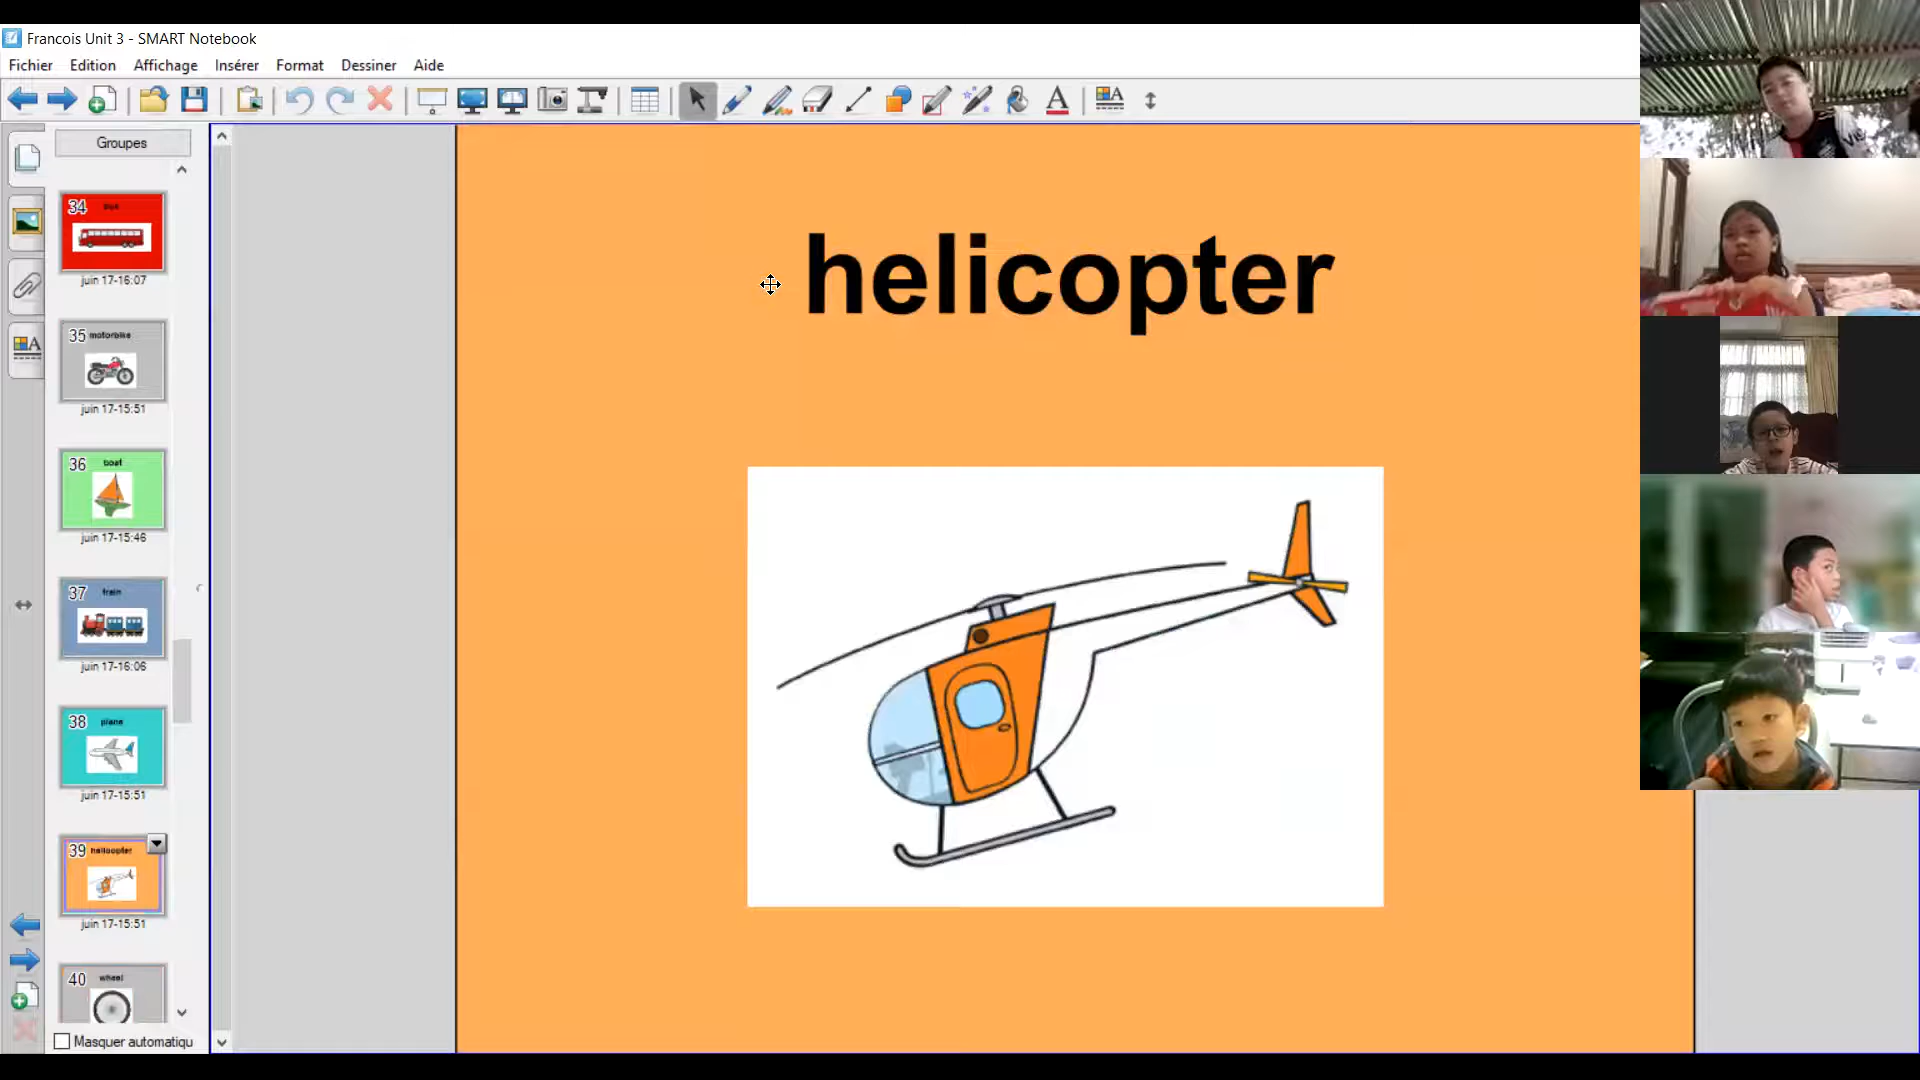 Francois Unit 3 - SMART Notebook
Fichier Edition Affichage Insérer Format Dessiner Aide
Groupes
34 bus
juin 17-16:07
35 motorbike
juin 17-15:51
36 boat
juin 17-15:46
37 train
juin 17-16:06
38 plane
juin 17-15:51
39 helicopter
juin 17-15:51
40 wheel
Masquer automatiqu
helicopter